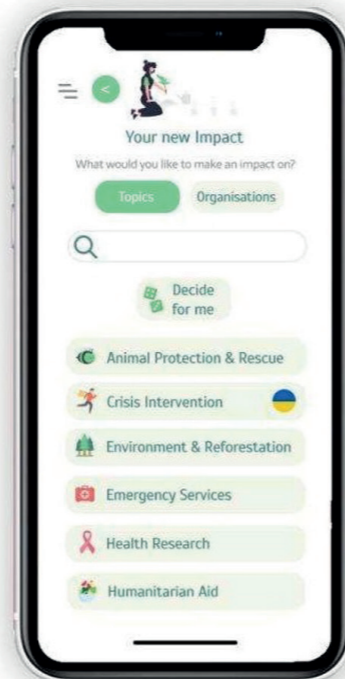 Your new Impact
What would you like to make an impact on?
Topics
Organisations
Decide
for me
Animal Protection & Rescue
Crisis Intervention
Environment & Reforestation
Emergency Services
Health Research
Humanitarian Aid